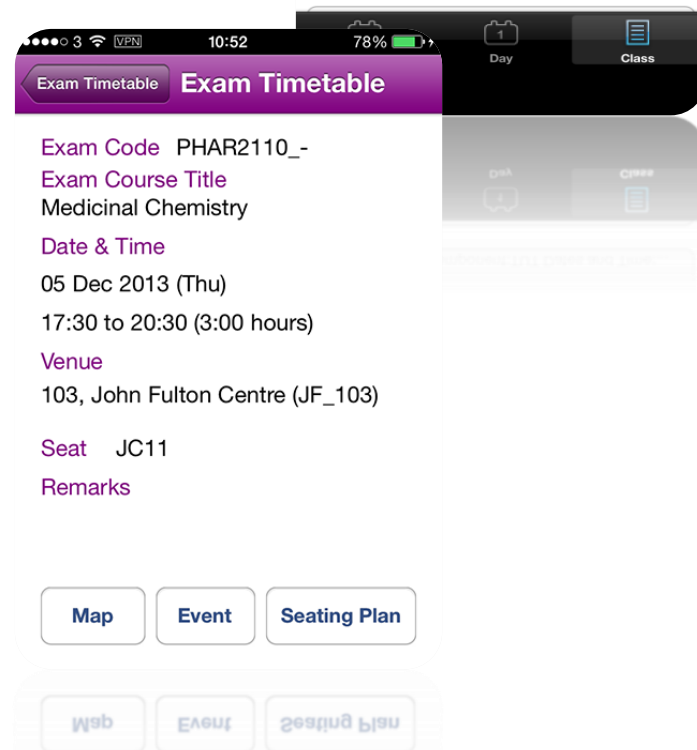 3 VPN 10:52 78%
1
Day
Class
Exam Timetable
Exam Timetable
Exam Code PHAR2110_-
Exam Course Title
Medicinal Chemistry
Date & Time
05 Dec 2013 (Thu)
17:30 to 20:30 (3:00 hours)
Venue
103, John Fulton Centre (JF_103)
Seat JC11
Remarks
Map
Event
Seating Plan